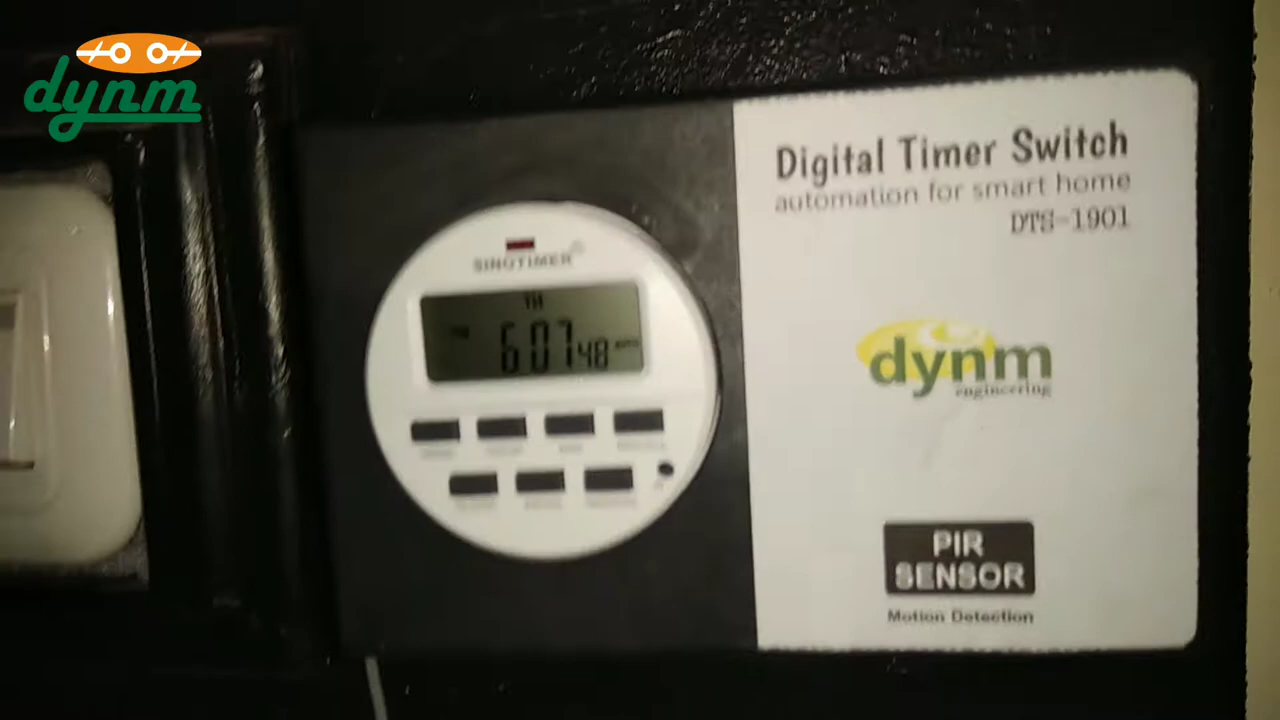 dynm
SINOTIMER
TH
6:07 48
Digital Timer Switch
automation for smart home
DTS-1901
dynm
engineering
PIR
SENSOR
Motion Detection